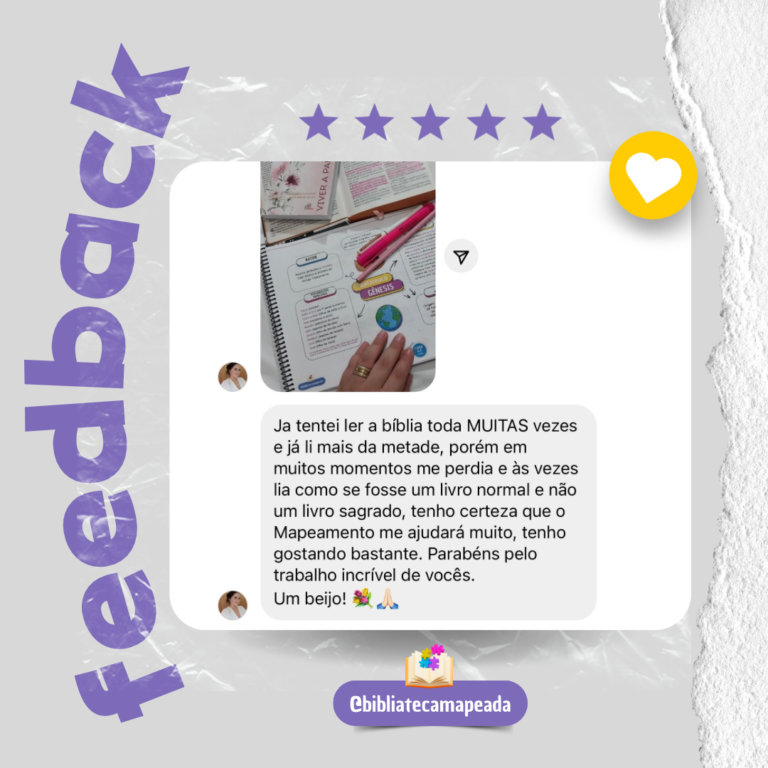 feedback
VIVER A PA
GÊNESIS
Ja tentei ler a bíblia toda MUITAS vezes
e já li mais da metade, porém em
muitos momentos me perdia e às vezes
lia como se fosse um livro normal e não
um livro sagrado, tenho certeza que o
Mapeamento me ajudará muito, tenho
gostando bastante. Parabéns pelo
trabalho incrível de vocês.
Um beijo! 💐🙏🏻
@bibliatecamapeada